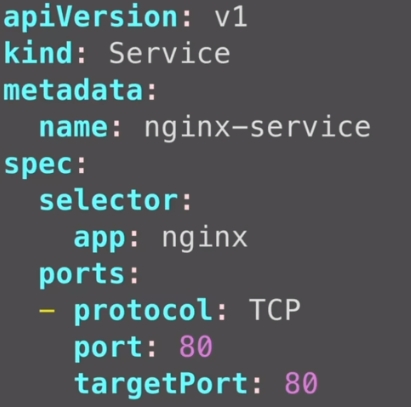 apiVersion: v1
kind: Service
metadata:
  name: nginx-service
spec:
  selector:
    app: nginx
  ports:
  - protocol: TCP
    port: 80
    targetPort: 80